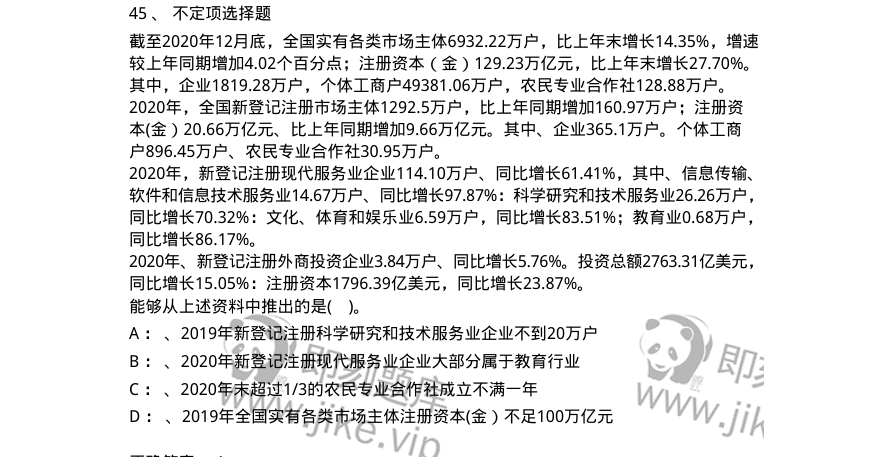 45 、 不定项选择题
截至2020年12月底，全国实有各类市场主体6932.22万户，比上年末增长14.35%，增速
较上年同期增加4.02个百分点；注册资本（金）129.23万亿元，比上年末增长27.70%。
其中，企业1819.28万户，个体工商户49381.06万户，农民专业合作社128.88万户。
2020年，全国新登记注册市场主体1292.5万户，比上年同期增加160.97万户；注册资
本(金）20.66万亿元、比上年同期增加9.66万亿元。其中、企业365.1万户。个体工商
户896.45万户、农民专业合作社30.95万户。
2020年，新登记注册现代服务业企业114.10万户、同比增长61.41%，其中、信息传输、
软件和信息技术服务业14.67万户、同比增长97.87%：科学研究和技术服务业26.26万户，
同比增长70.32%：文化、体育和娱乐业6.59万户，同比增长83.51%；教育业0.68万户，
同比增长86.17%。
2020年、新登记注册外商投资企业3.84万户、同比增长5.76%。投资总额2763.31亿美元，
同比增长15.05%：注册资本1796.39亿美元，同比增长23.87%。
能够从上述资料中推出的是(    )。
A ： 、2019年新登记注册科学研究和技术服务业企业不到20万户
B ： 、2020年新登记注册现代服务业企业大部分属于教育行业
C ： 、2020年末超过1/3的农民专业合作社成立不满一年
D ： 、2019年全国实有各类市场主体注册资本(金）不足100万亿元
即刻题库
www.jike.vip
即刻
www.jike